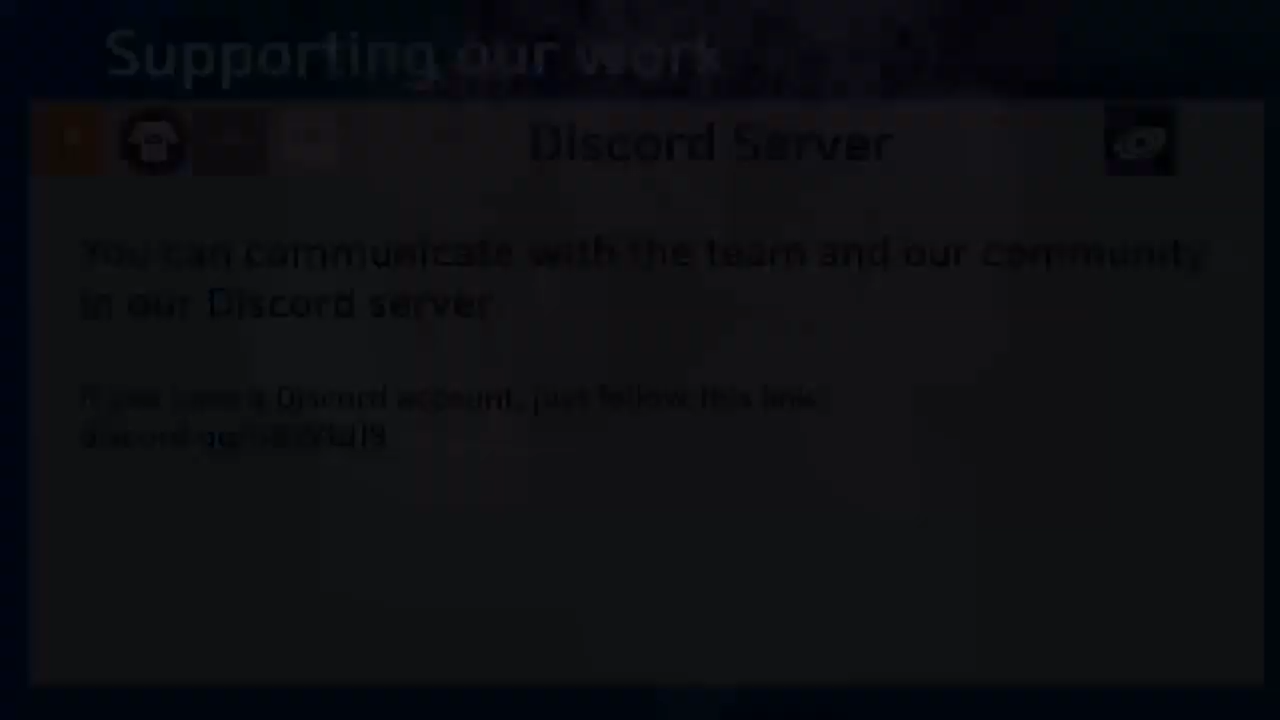 Supporting our work
Discord Server
You can communicate with the team and our community
in our Discord server
If you have a Discord account, just follow this link: